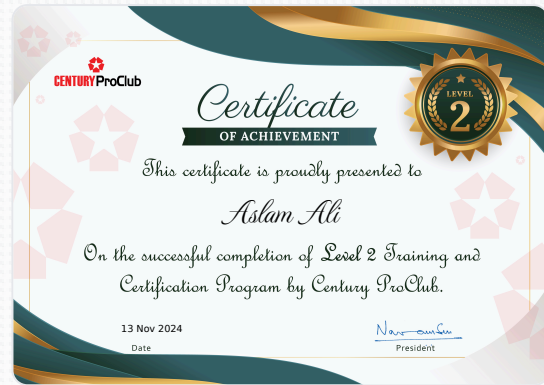 CENTURY ProClub
Certificate
OF ACHIEVEMENT
LEVEL
2
This certificate is proudly presented to
Aslam Ali
On the successful completion of Level 2 Training and
Certification Program by Century ProClub.
13 Nov 2024
Date
President